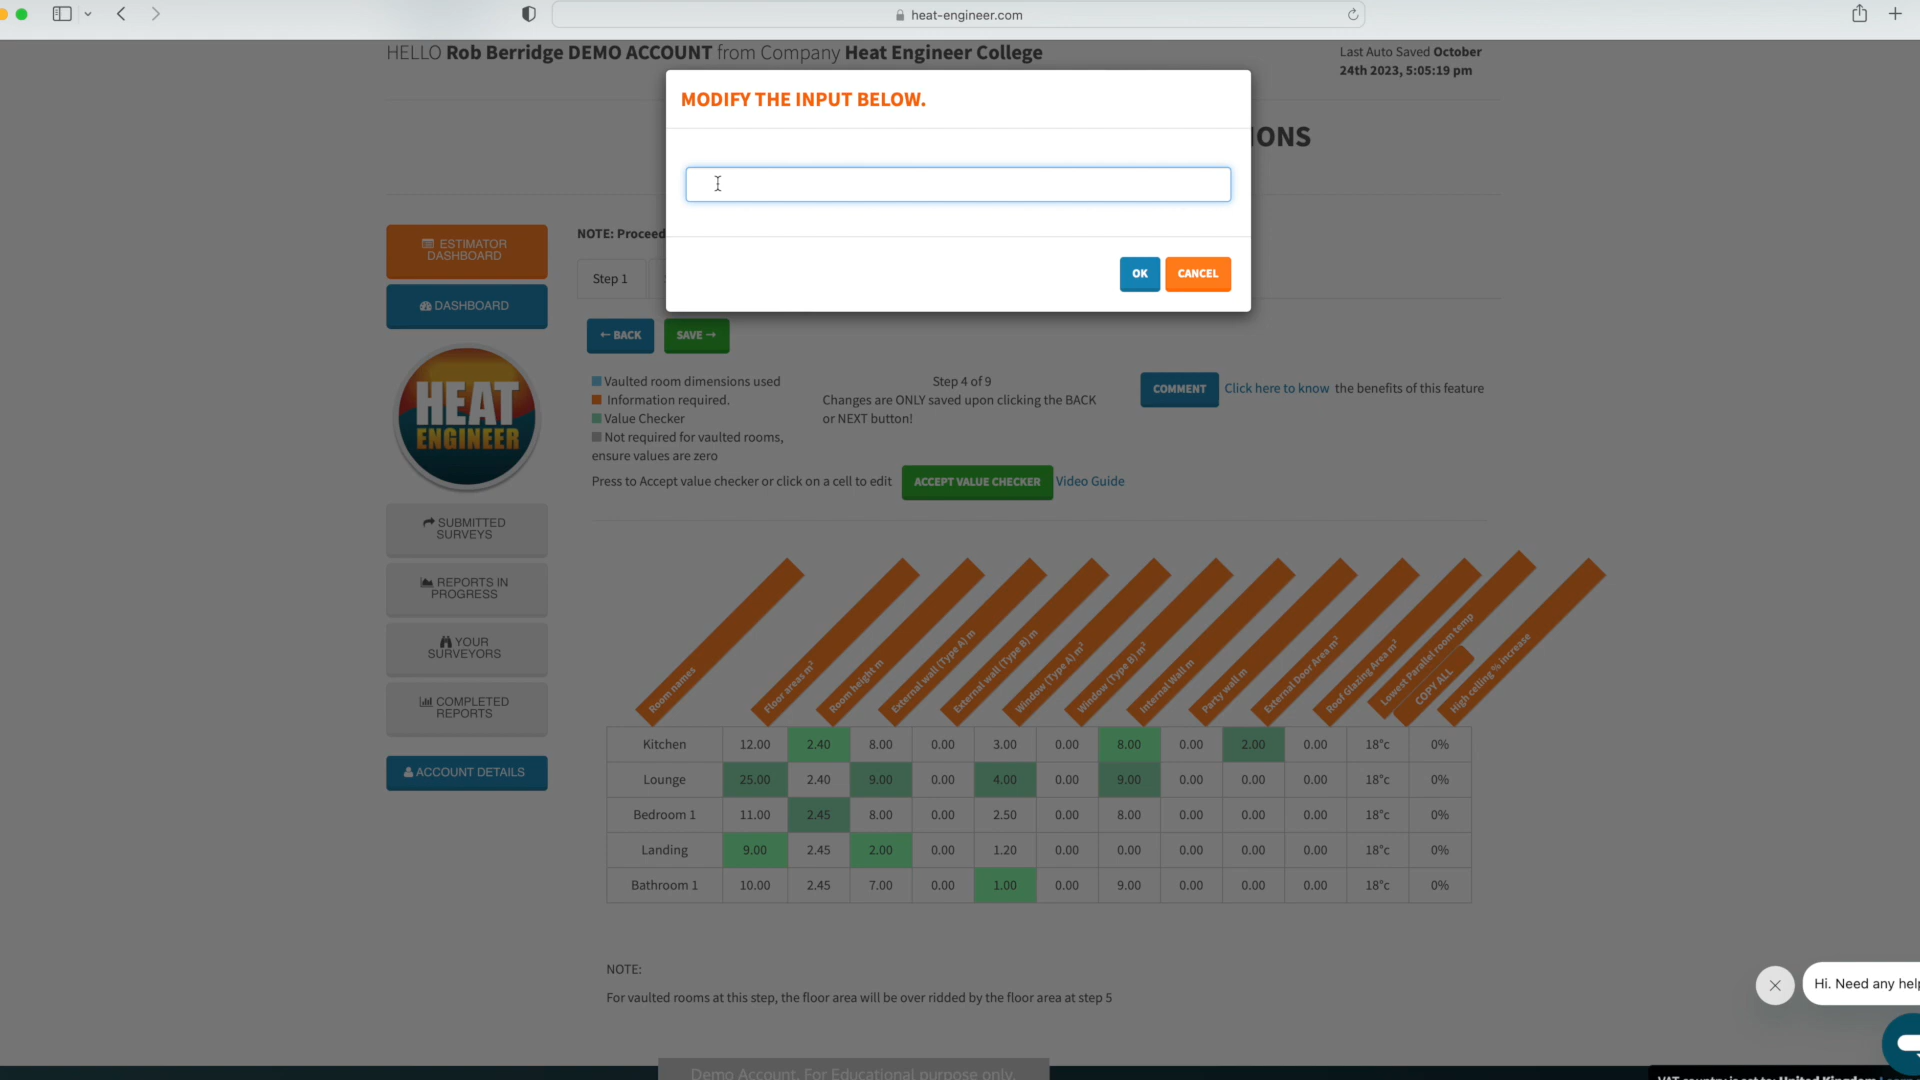 heat-engineer.com
HELLO Rob Berridge DEMO ACCOUNT from Company Heat Engineer College
Last Auto Saved October
24th 2023, 5:05:19 pm
MODIFY THE INPUT BELOW.
IONS
OK
CANCEL
ESTIMATOR
DASHBOARD
DASHBOARD
HEAT
ENGINEER
SUBMITTED
SURVEYS
REPORTS IN
PROGRESS
YOUR
SURVEYORS
COMPLETED
REPORTS
ACCOUNT DETAILS
NOTE: Proceed
Step 1
← BACK
SAVE →
Vaulted room dimensions used
Information required.
Value Checker
Not required for vaulted rooms,
ensure values are zero
Step 4 of 9
Changes are ONLY saved upon clicking the BACK
or NEXT button!
COMMENT
Click here to know the benefits of this feature
Press to Accept value checker or click on a cell to edit
ACCEPT VALUE CHECKER
Video Guide
Room names
Floor areas m²
Room height m
External wall (Type A) m
External wall (Type B) m
Window (Type A) m²
Window (Type B) m²
Internal Wall m
Party wall m
External Door Area m²
Roof Glazing Area m²
Lowest Parallel room temp
COPY ALL
High ceiling % increase
Kitchen 12.00 2.40 8.00 0.00 3.00 0.00 8.00 0.00 2.00 0.00 18°c 0%
Lounge 25.00 2.40 9.00 0.00 4.00 0.00 9.00 0.00 0.00 0.00 18°c 0%
Bedroom 1 11.00 2.45 8.00 0.00 2.50 0.00 8.00 0.00 0.00 0.00 18°c 0%
Landing 9.00 2.45 2.00 0.00 1.20 0.00 0.00 0.00 0.00 0.00 18°c 0%
Bathroom 1 10.00 2.45 7.00 0.00 1.00 0.00 9.00 0.00 0.00 0.00 18°c 0%
NOTE:
For vaulted rooms at this step, the floor area will be over ridded by the floor area at step 5
Hi. Need any help
Demo Account. For Educational purpose only.
VAT country is set to: United Kingdom